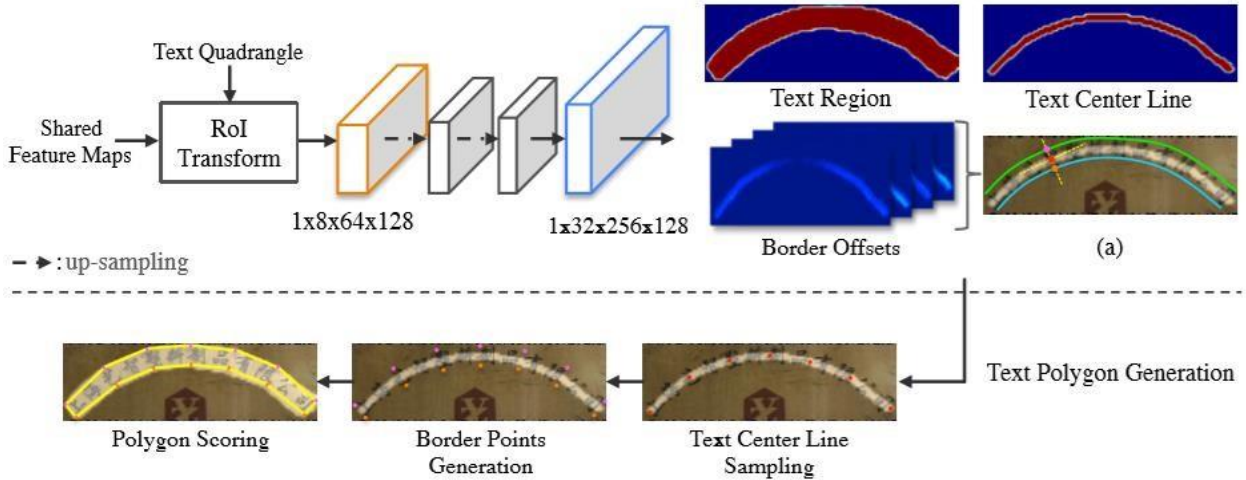 Text Quadrangle
Shared
Feature Maps
RoI
Transform
1x8x64x128
1x32x256x128
Text Region
Text Center Line
Border Offsets
(a)
: up-sampling
Text Polygon Generation
Polygon Scoring
Border Points
Generation
Text Center Line
Sampling